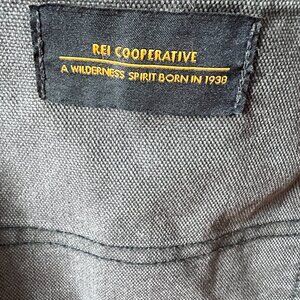 REI COOPERATIVE
A WILDERNESS SPIRIT BORN IN 1938